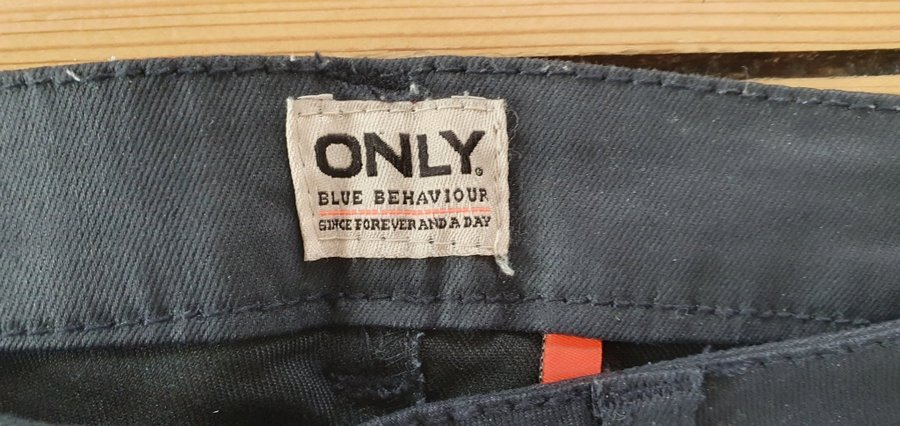 ONLY.
BLUE BEHAVIOUR
SINCE FOREVER AND A DAY